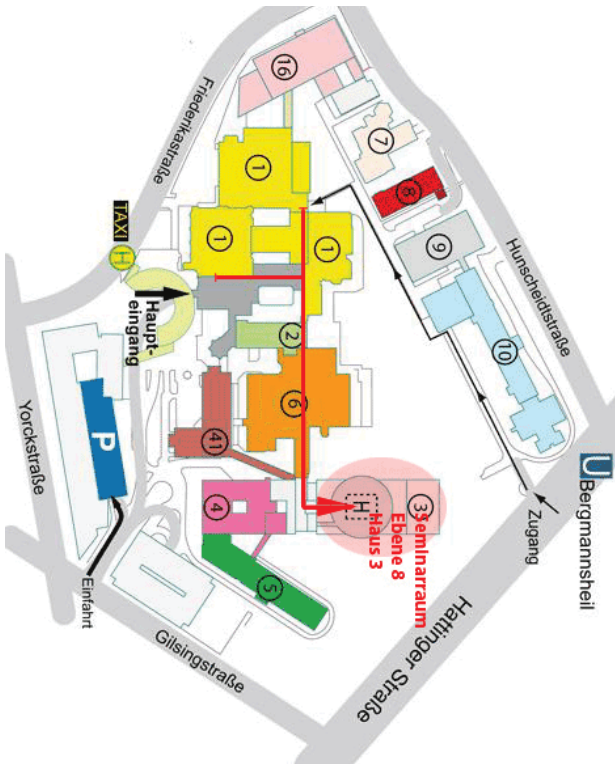 Friederikastraße
16
7
8
9
10
1
1
1
TAXI
H
Haupt-
eingang
2
6
41
4
5
3
H
Seminarraum
Ebene 8
Haus 3
Hunscheidtstraße
U
Bergmannsheil
Zugang
Hattinger Straße
P
Yorckstraße
Einfahrt
Gilsingstraße